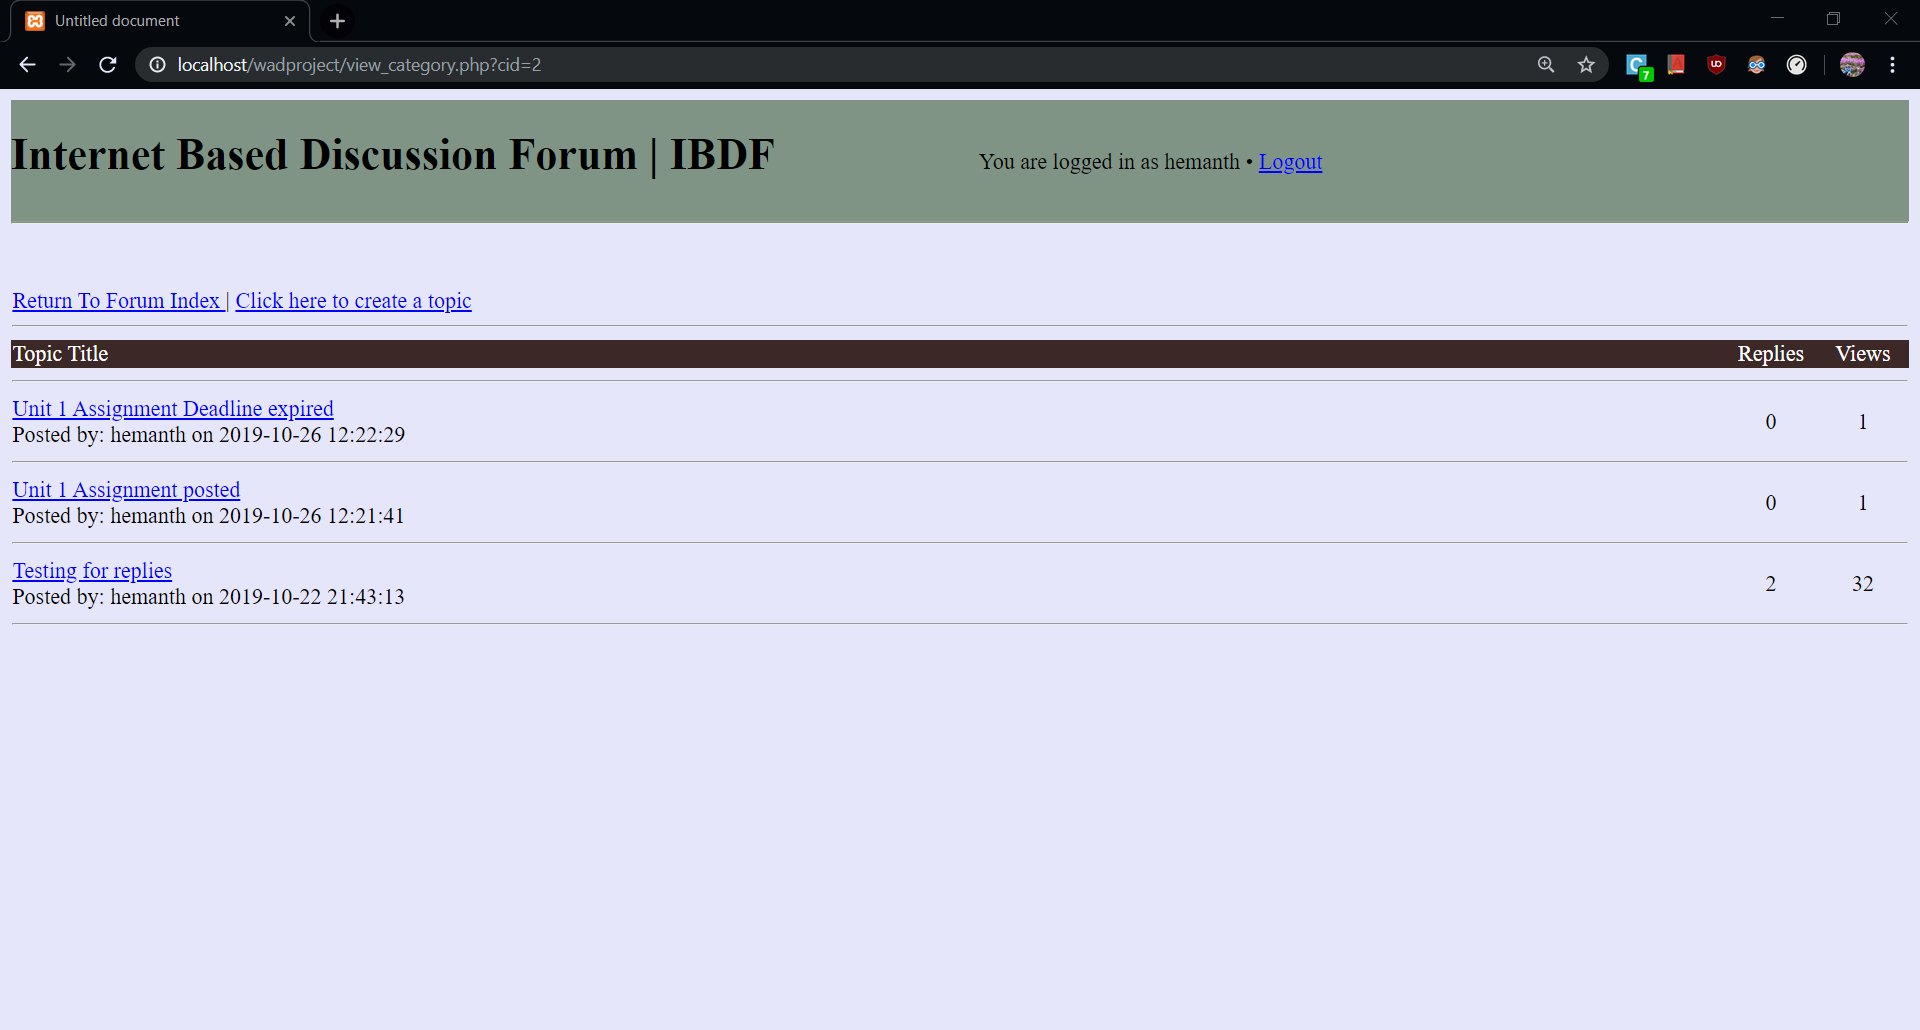 Untitled document
localhost/wadproject/view_category.php?cid=2
7
Internet Based Discussion Forum | IBDF
You are logged in as hemanth • Logout
Return To Forum Index | Click here to create a topic
Topic Title Replies Views
Unit 1 Assignment Deadline expired
Posted by: hemanth on 2019-10-26 12:22:29 0 1
Unit 1 Assignment posted
Posted by: hemanth on 2019-10-26 12:21:41 0 1
Testing for replies
Posted by: hemanth on 2019-10-22 21:43:13 2 32